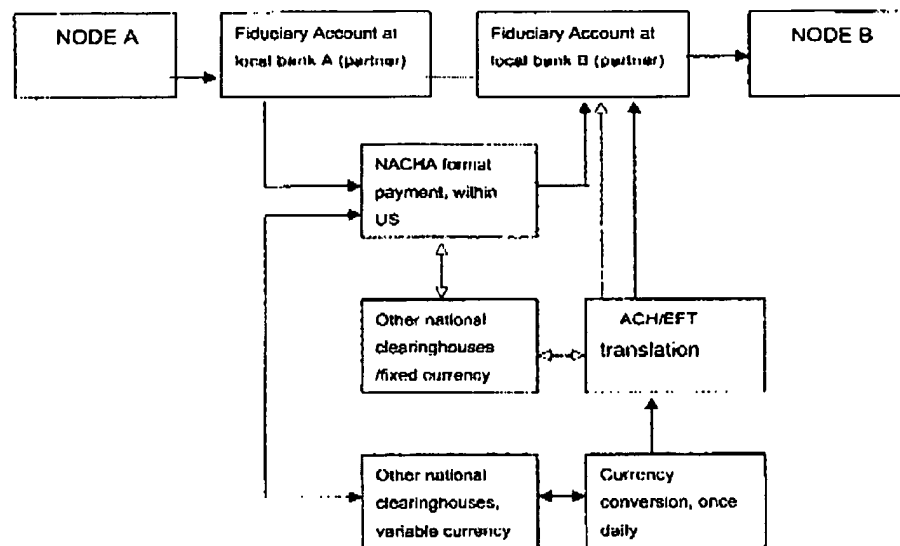 NODE A
Fiduciary Account at
local bank A (partner)
Fiduciary Account at
local bank B (partner)
NODE B
NACHA format
payment, within
US
Other national
clearinghouses
/fixed currency
ACH/EFT
translation
Other national
clearinghouses,
variable currency
Currency
conversion, once
daily